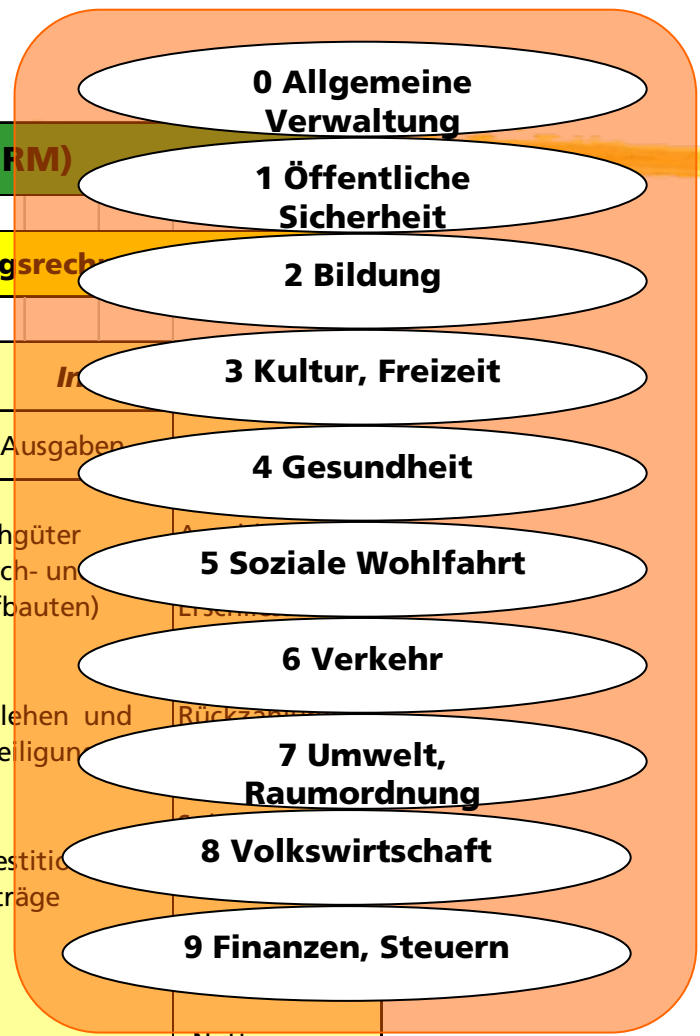 0 Allgemeine
Verwaltung
1 Öffentliche
Sicherheit
2 Bildung
3 Kultur, Freizeit
4 Gesundheit
5 Soziale Wohlfahrt
6 Verkehr
7 Umwelt,
Raumordnung
8 Volkswirtschaft
9 Finanzen, Steuern
RM)
Ausgaben
und